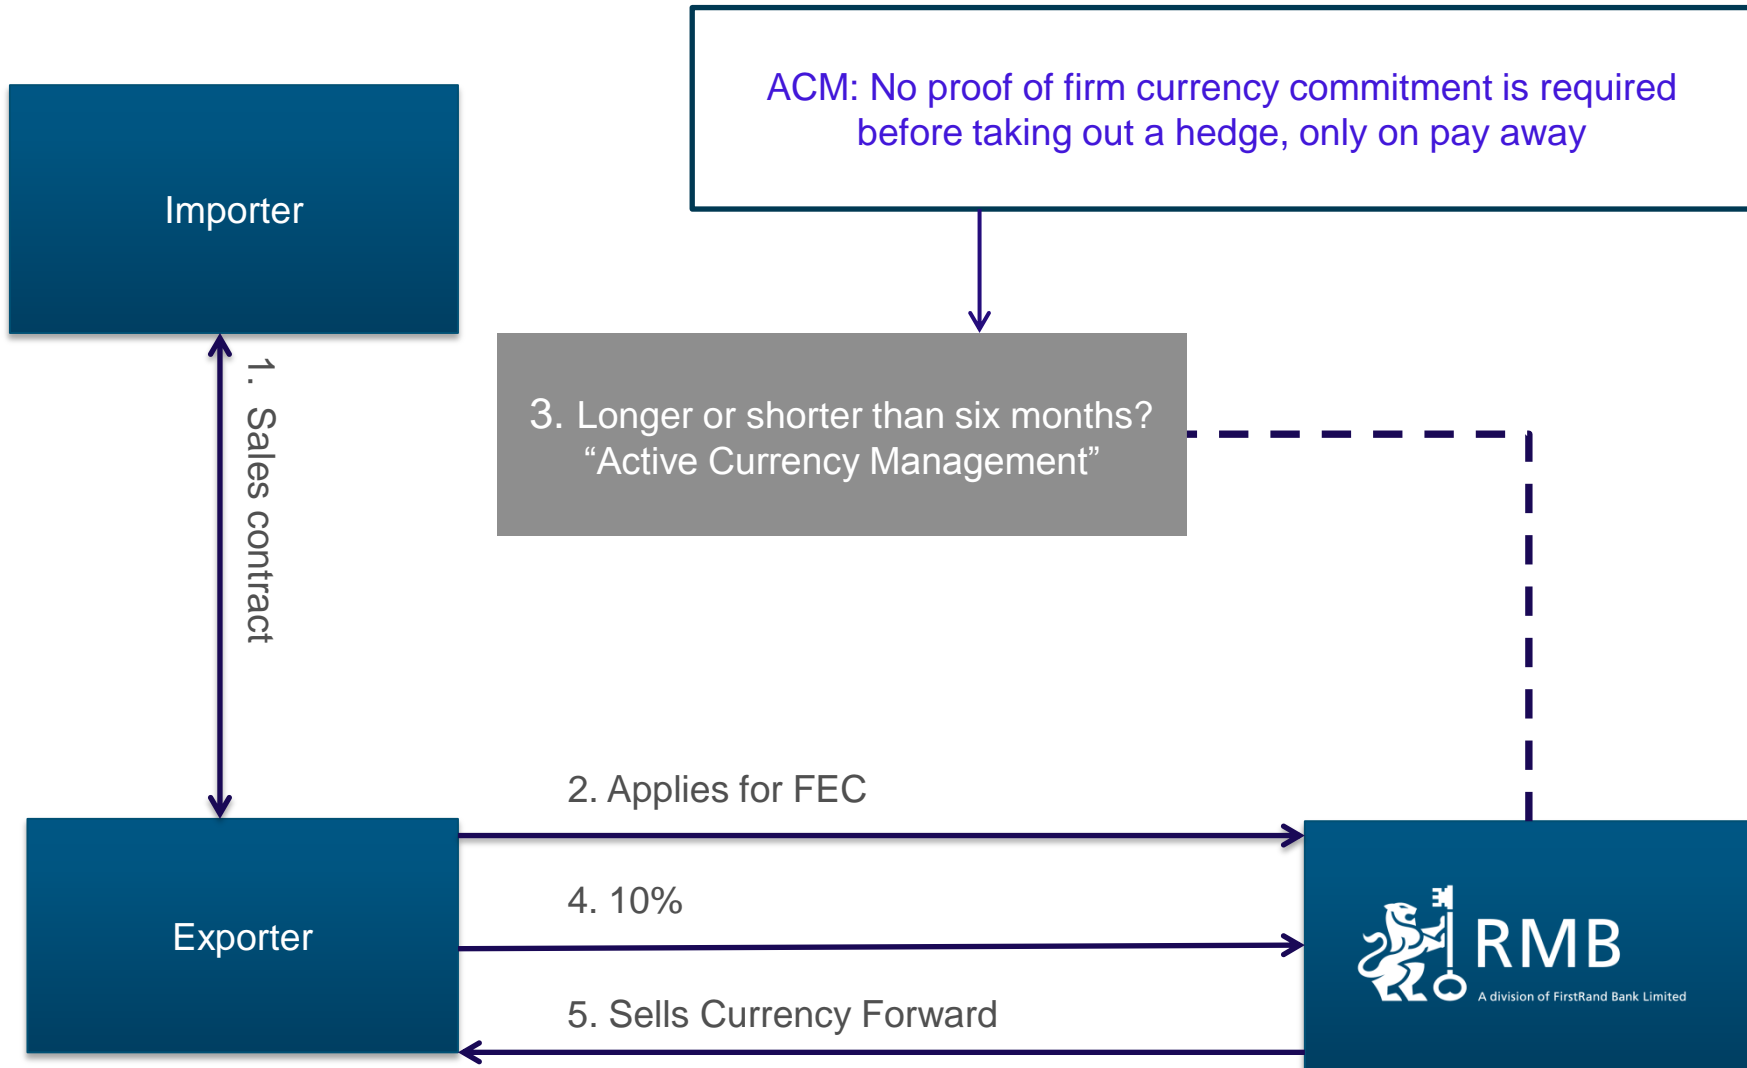 ACM: No proof of firm currency commitment is required
before taking out a hedge, only on pay away
Importer
1. Sales contract
3. Longer or shorter than six months?
“Active Currency Management”
2. Applies for FEC
4. 10%
Exporter
5. Sells Currency Forward
RMB
A division of FirstRand Bank Limited